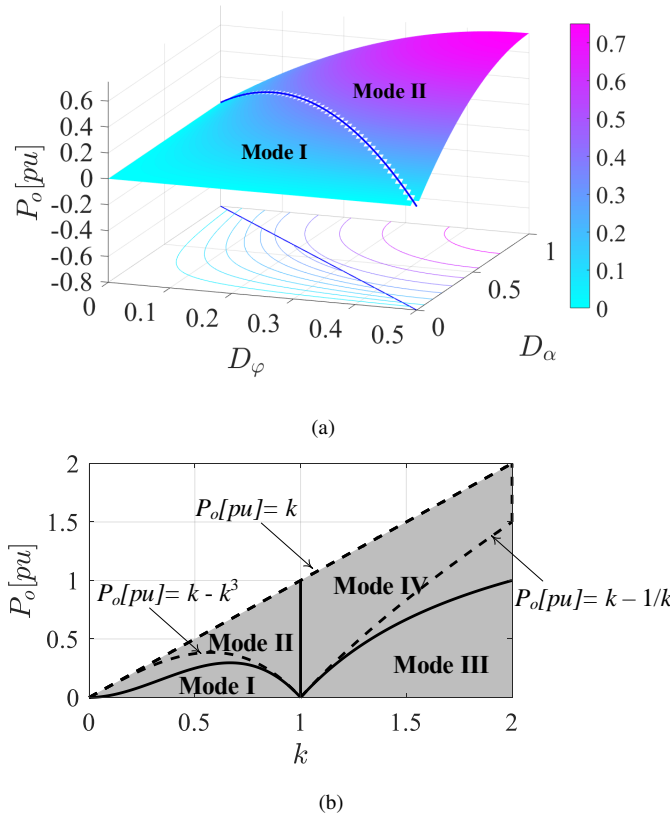 Mode II
Mode I
P_o[pu]
0.6
0.4
0.2
0
-0.2
-0.4
-0.6
-0.8
0
0.1
0.2
0.3
0.4
0.5
D_φ
0
0.5
1
D_α
0.7
0.6
0.5
0.4
0.3
0.2
0.1
0
(a)
2
1.5
1
0.5
0
P_o[pu]
P_o[pu]= k
P_o[pu]= k - k^3
Mode IV
Mode II
P_o[pu]= k – 1/k
Mode I
Mode III
0 0.5 1 1.5 2
k
(b)